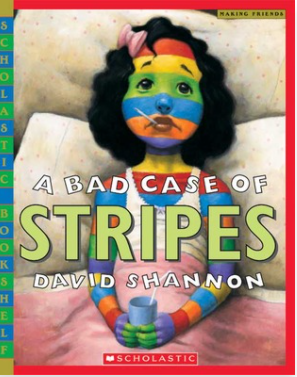 MAKING FRIENDS
SCHOLASTIC BOOKSHELF
A BAD CASE OF
STRIPES
DAVID SHANNON
SCHOLASTIC